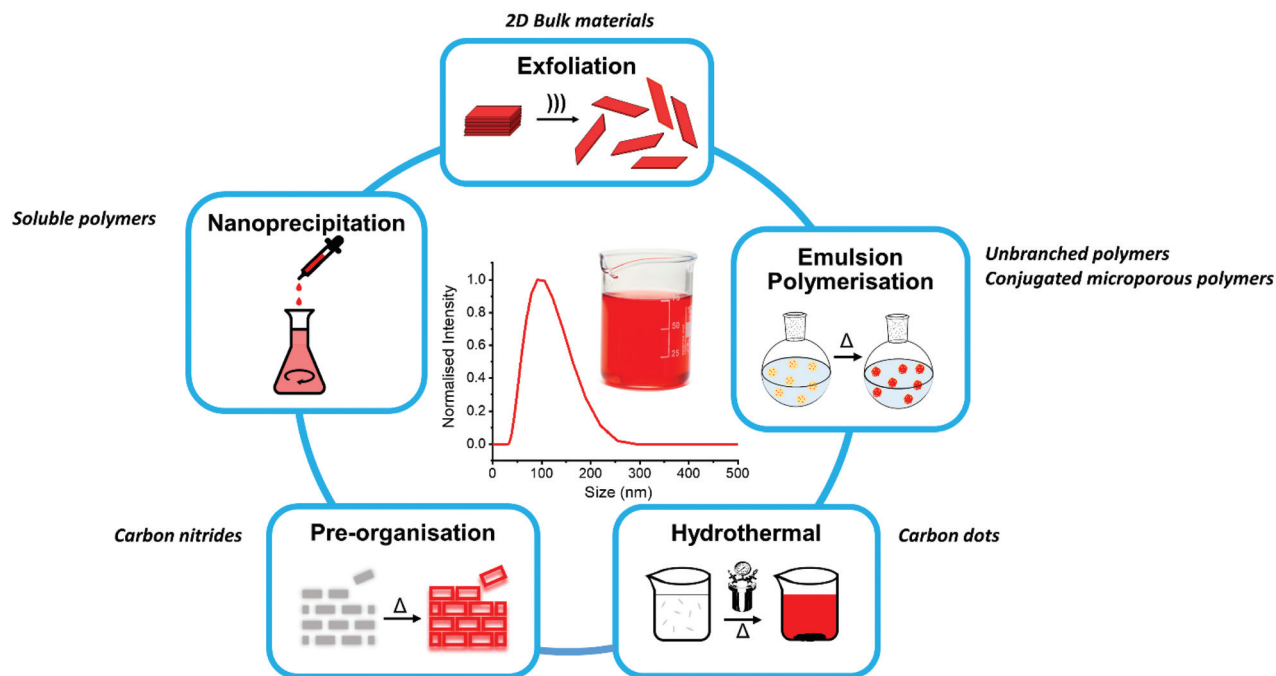 2D Bulk materials
Exfoliation
)))
Soluble polymers
Nanoprecipitation
Emulsion
Polymerisation
Δ
Unbranched polymers
Conjugated microporous polymers
Normalised Intensity
1.0
0.8
0.6
0.4
0.2
0.0
0
100
200
300
400
500
Size (nm)
50
25
Carbon nitrides
Pre-organisation
Δ
Hydrothermal
Δ
Carbon dots